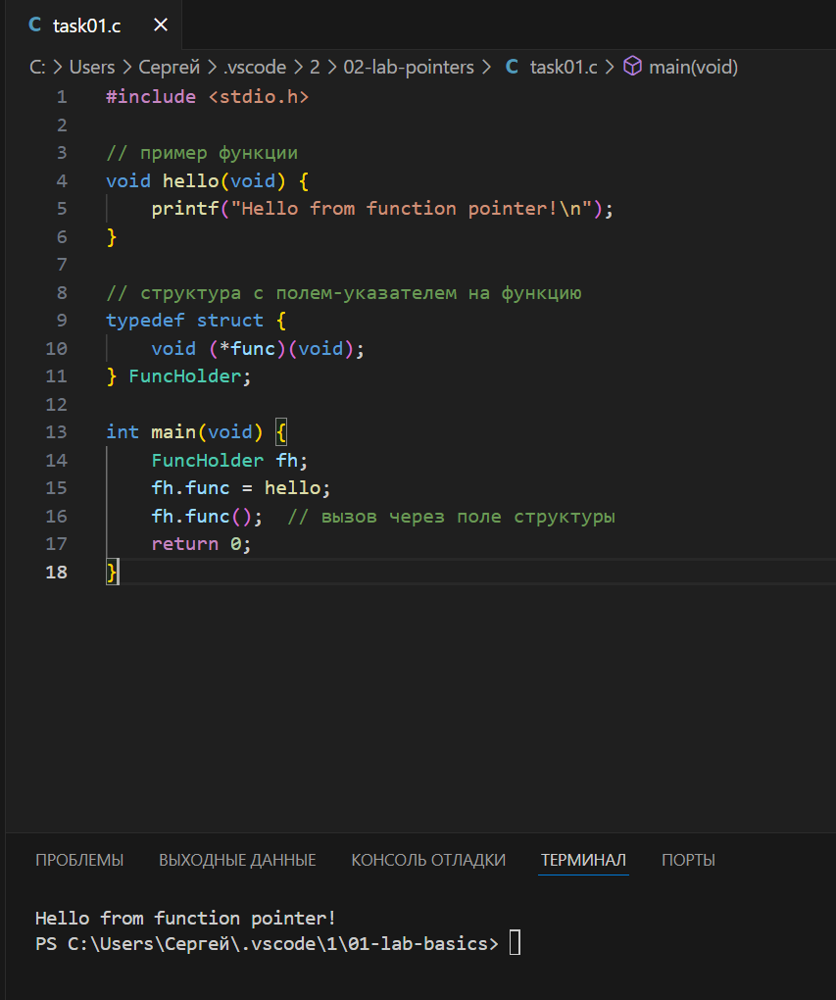 C task01.c ×
C: > Users > Сергей > .vscode > 2 > 02-lab-pointers > C task01.c > main(void)
1 #include <stdio.h>
2
3 // пример функции
4 void hello(void) {
5     printf("Hello from function pointer!\n");
6 }
7
8 // структура с полем-указателем на функцию
9 typedef struct {
10     void (*func)(void);
11 } FuncHolder;
12
13 int main(void) {
14     FuncHolder fh;
15     fh.func = hello;
16     fh.func();  // вызов через поле структуры
17     return 0;
18 }
ПРОБЛЕМЫ ВЫХОДНЫЕ ДАННЫЕ КОНСОЛЬ ОТЛАДКИ ТЕРМИНАЛ ПОРТЫ
Hello from function pointer!
PS C:\Users\Сергей\.vscode\1\01-lab-basics>